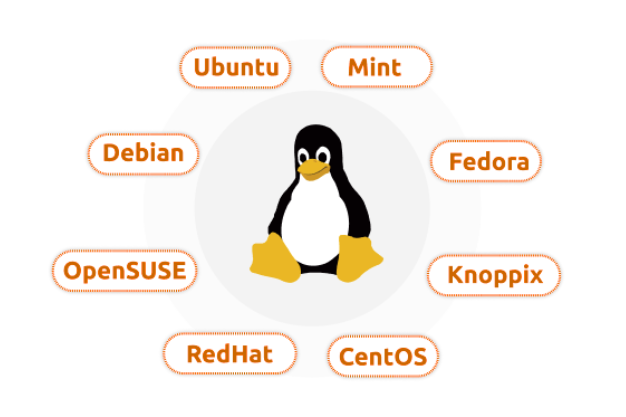 Ubuntu
Mint
Debian
Fedora
OpenSUSE
Knoppix
RedHat
CentOS